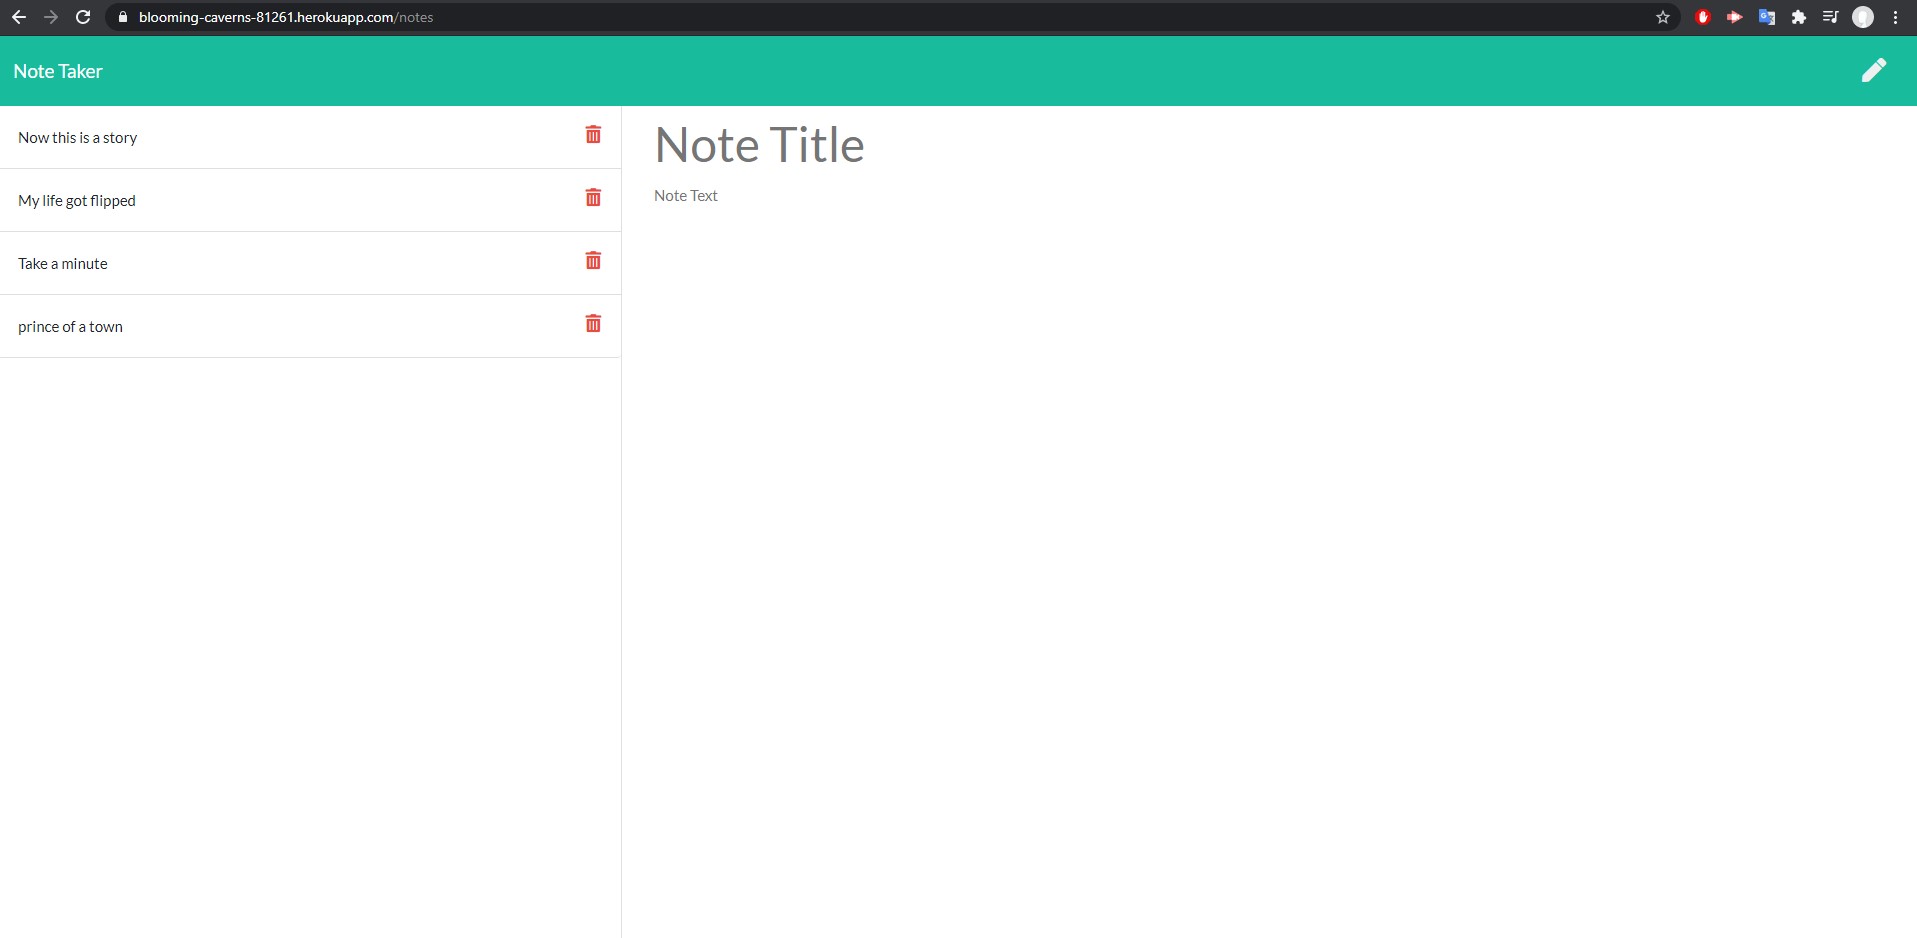 blooming-caverns-81261.herokuapp.com/notes
Note Taker
Now this is a story
My life got flipped
Take a minute
prince of a town
Note Title
Note Text